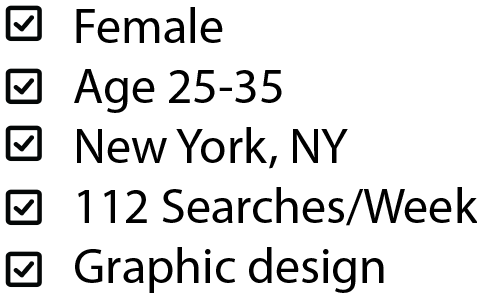 Female
Age 25-35
New York, NY
112 Searches/Week
Graphic design